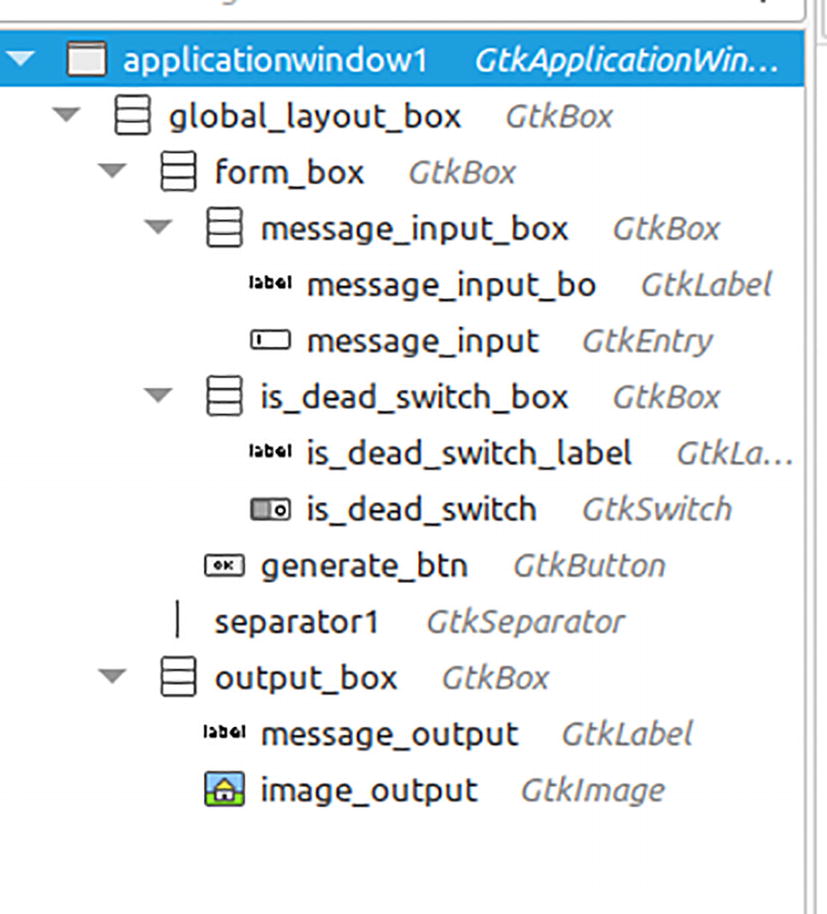 applicationwindow1 GtkApplicationWin...
global_layout_box GtkBox
form_box GtkBox
message_input_box GtkBox
label message_input_bo GtkLabel
message_input GtkEntry
is_dead_switch_box GtkBox
label is_dead_switch_label GtkLa...
is_dead_switch GtkSwitch
OK generate_btn GtkButton
separator1 GtkSeparator
output_box GtkBox
label message_output GtkLabel
image_output GtkImage